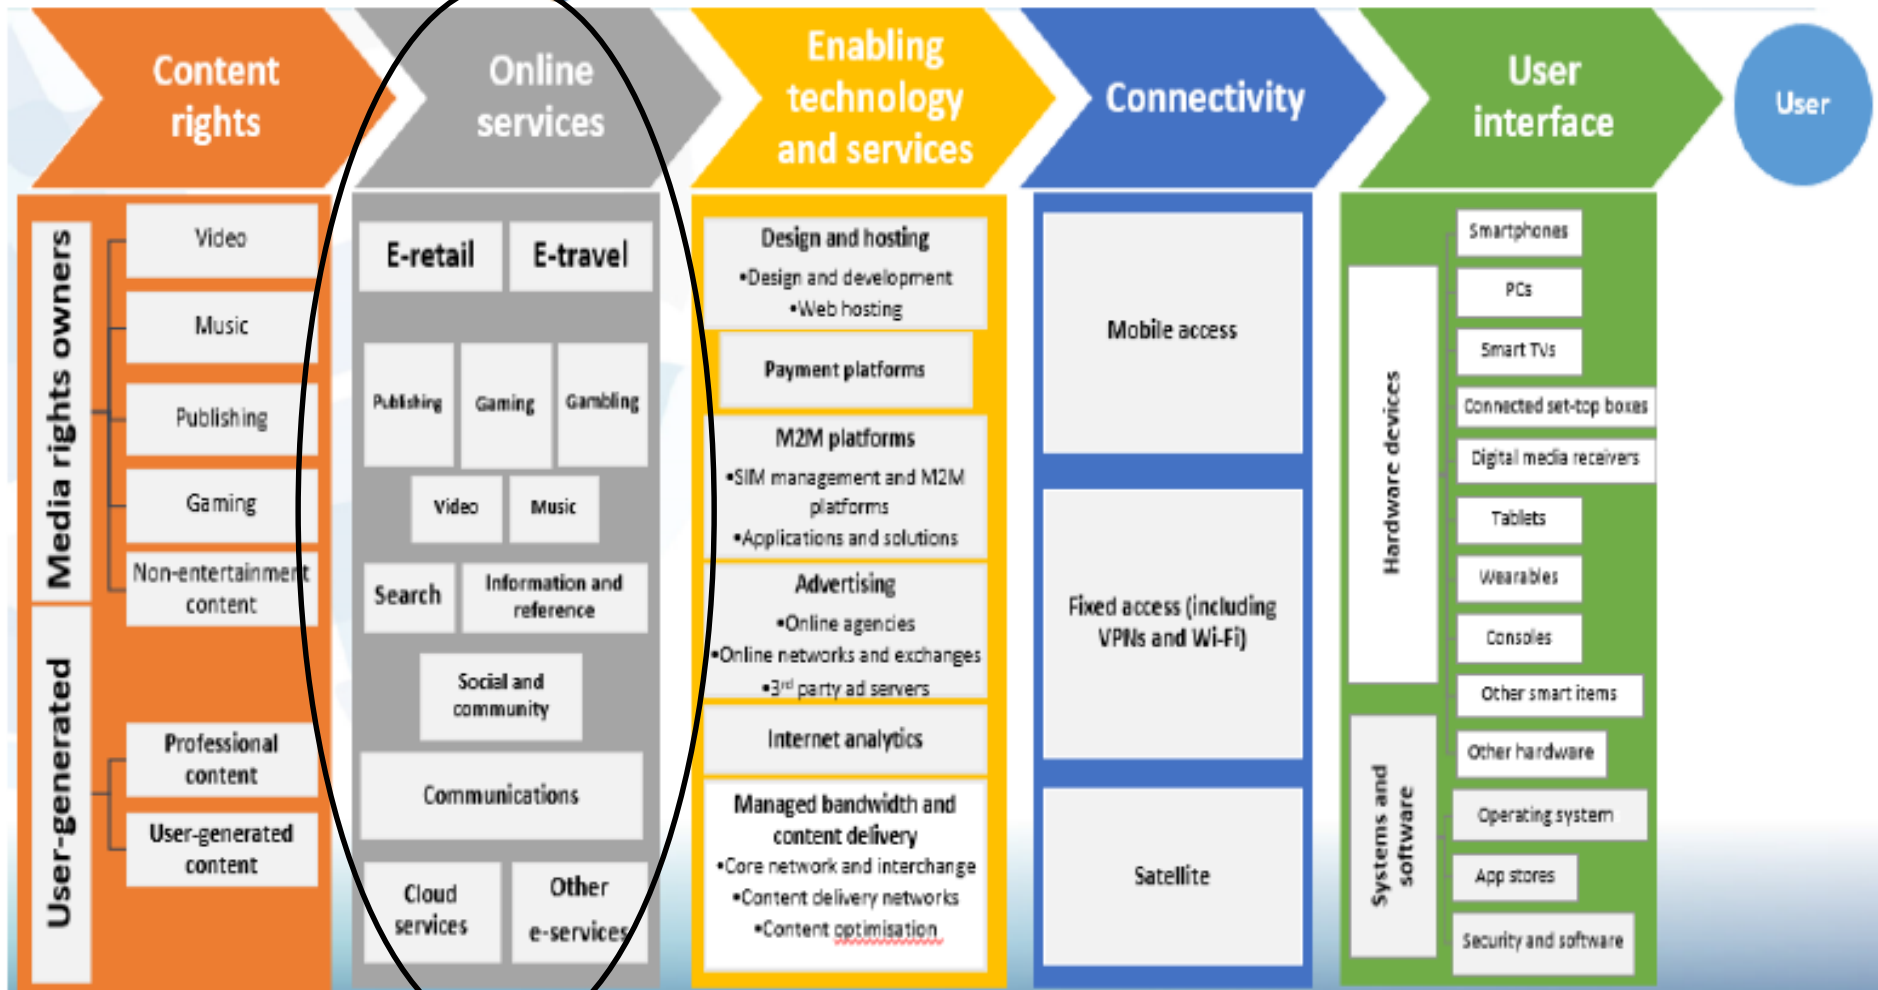 Content
rights
Online
services
Enabling
technology
and services
Connectivity
User
interface
User
Media rights owners
Video
Music
Publishing
Gaming
Non-entertainment
content
User-generated
Professional
content
User-generated
content
E-retail
E-travel
Publishing
Gaming
Gambling
Video
Music
Search
Information and
reference
Social and
community
Communications
Cloud
services
Other
e-services
Design and hosting
•Design and development
•Web hosting
Payment platforms
M2M platforms
•SIM management and M2M
platforms
•Applications and solutions
Advertising
•Online agencies
•Online networks and exchanges
•3rd party ad servers
Internet analytics
Managed bandwidth and
content delivery
•Core network and interchange
•Content delivery networks
•Content optimisation
Mobile access
Fixed access (including
VPNs and Wi-Fi)
Satellite
Hardware devices
Smartphones
PCs
Smart TVs
Connected set-top boxes
Digital media receivers
Tablets
Wearables
Consoles
Other smart items
Other hardware
Systems and
software
Operating system
App stores
Security and software